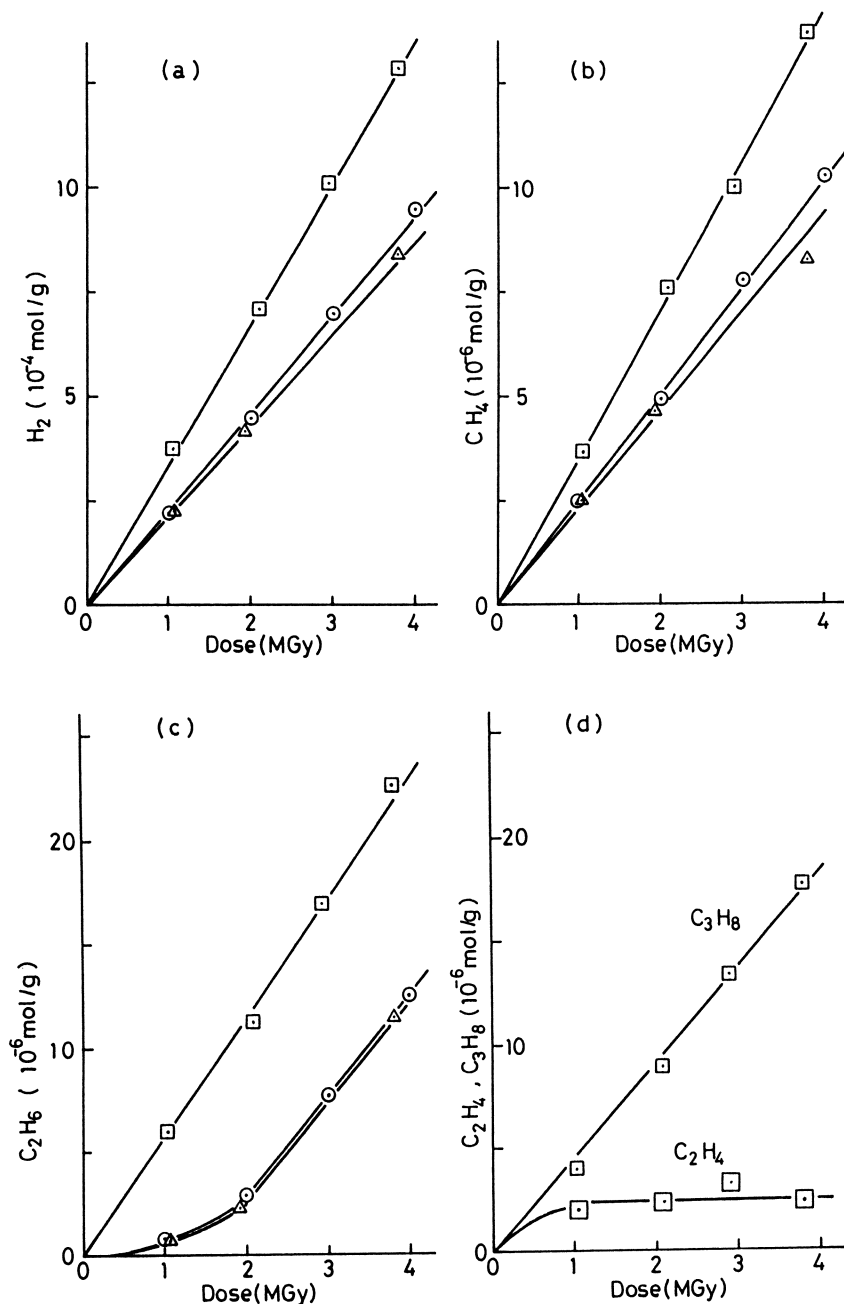 (a)
10
5
0
H₂ (10⁻⁴ mol/g)
0 1 2 3 4
Dose(MGy)
(b)
10
5
0
CH₄ (10⁻⁶ mol/g)
0 1 2 3 4
Dose(MGy)
(c)
20
10
0
C₂H₆ (10⁻⁶ mol/g)
0 1 2 3 4
Dose(MGy)
(d)
20
10
0
C₂H₄, C₃H₈ (10⁻⁶ mol/g)
C₃H₈
C₂H₄
0 1 2 3 4
Dose(MGy)